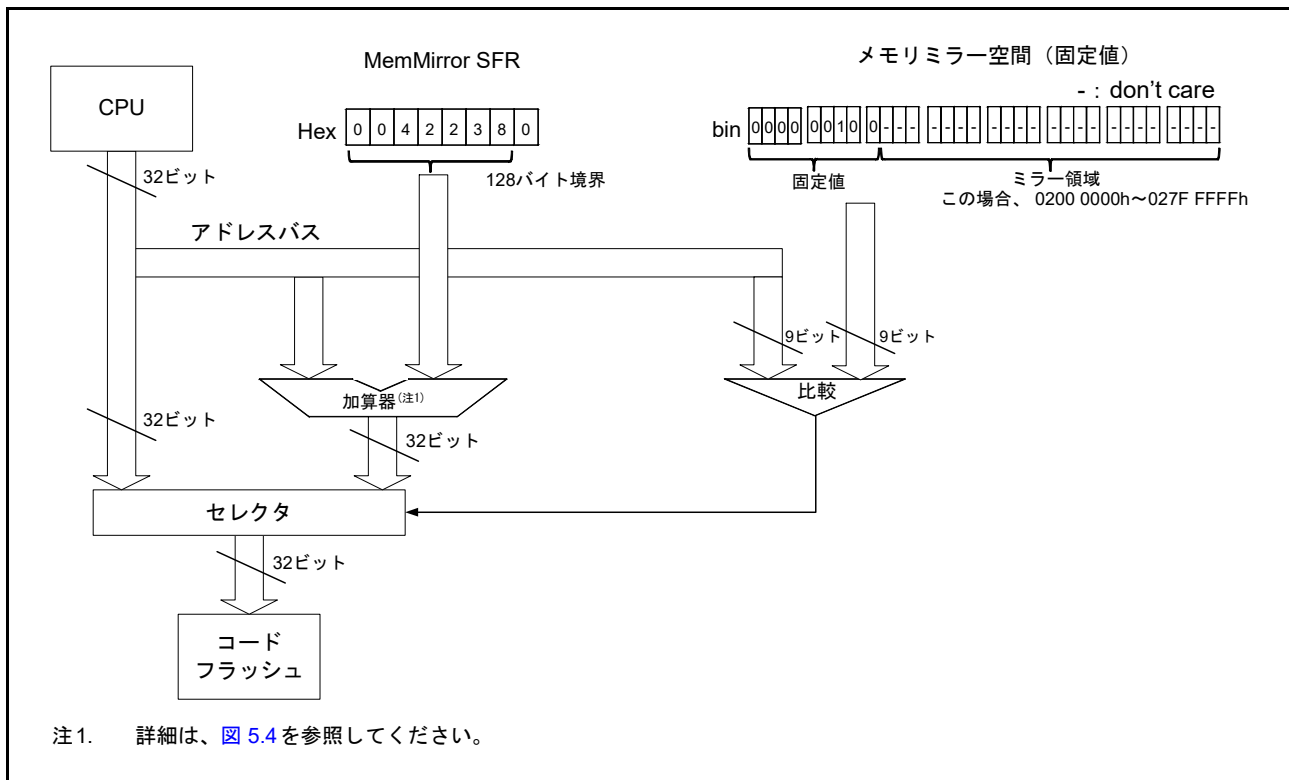 MemMirror SFR
メモリミラー空間（固定値）
- : don't care
CPU
Hex 0 0 4 2 2 3 8 0
bin 0000 0010 0--- ---- ---- ---- ---- ----
32ビット
128バイト境界
固定値
ミラー領域
この場合、 0200 0000h～027F FFFFh
アドレスバス
9ビット
9ビット
加算器(注1)
比較
32ビット
32ビット
セレクタ
32ビット
コード
フラッシュ
注1. 詳細は、図 5.4を参照してください。